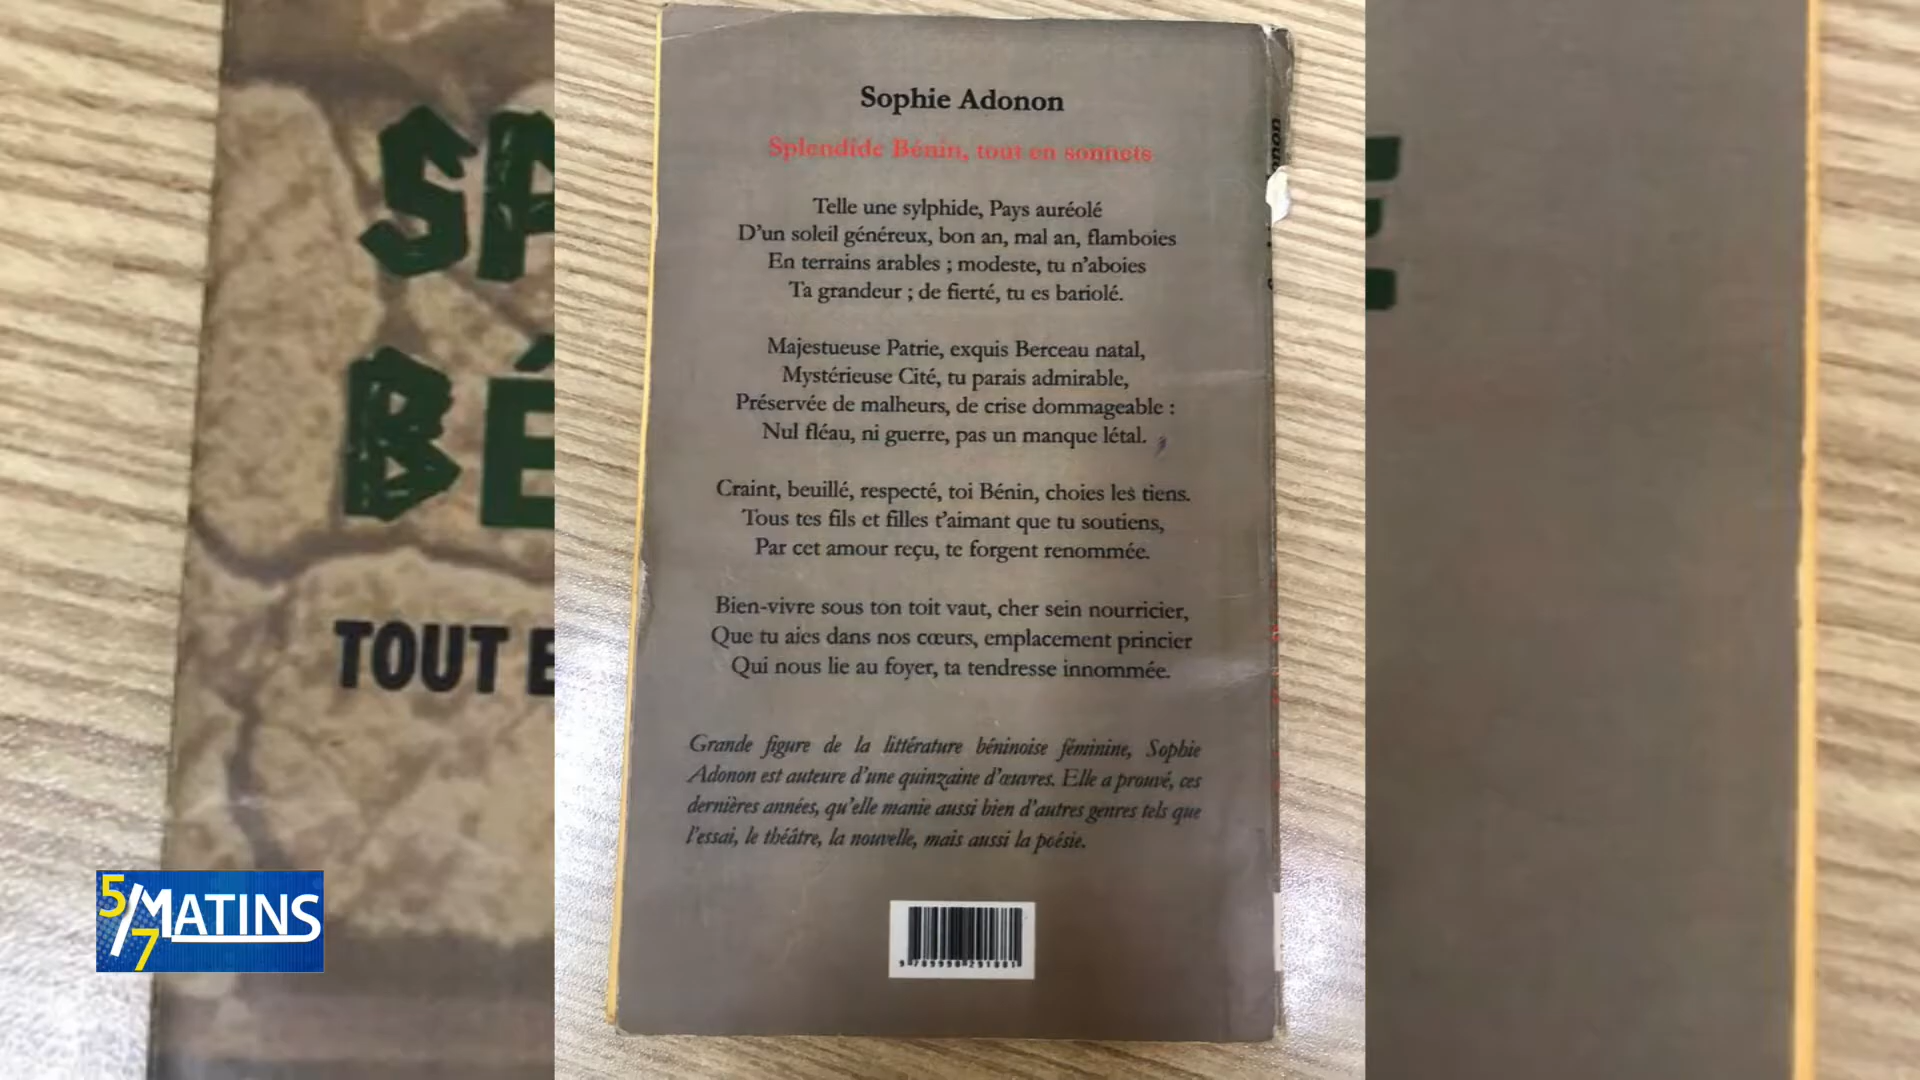 Sophie Adonon
Splendide Bénin, tout en sonnets
Telle une sylphide, Pays auréolé
D'un soleil généreux, bon an, mal an, flamboies
En terrains arables ; modeste, tu n'aboies
Ta grandeur ; de fierté, tu es bariolé.
Majestueuse Patrie, exquis Berceau natal,
Mystérieuse Cité, tu parais admirable,
Préservée de malheurs, de crise dommageable :
Nul fléau, ni guerre, pas un manque létal.
Craint, beuillé, respecté, toi Bénin, choies les tiens.
Tous tes fils et filles t'aimant que tu soutiens,
Par cet amour reçu, te forgent renommée.
Bien-vivre sous ton toit vaut, cher sein nourricier,
Que tu aies dans nos cœurs, emplacement princier
Qui nous lie au foyer, ta tendresse innommée.
Grande figure de la littérature béninoise féminine, Sophie
Adonon est auteure d'une quinzaine d'œuvres. Elle a prouvé, ces
dernières années, qu'elle manie aussi bien d'autres genres tels que
l'essai, le théâtre, la nouvelle, mais aussi la poésie.
SP
BÉ
TOUT E
E
5/7 MATINS